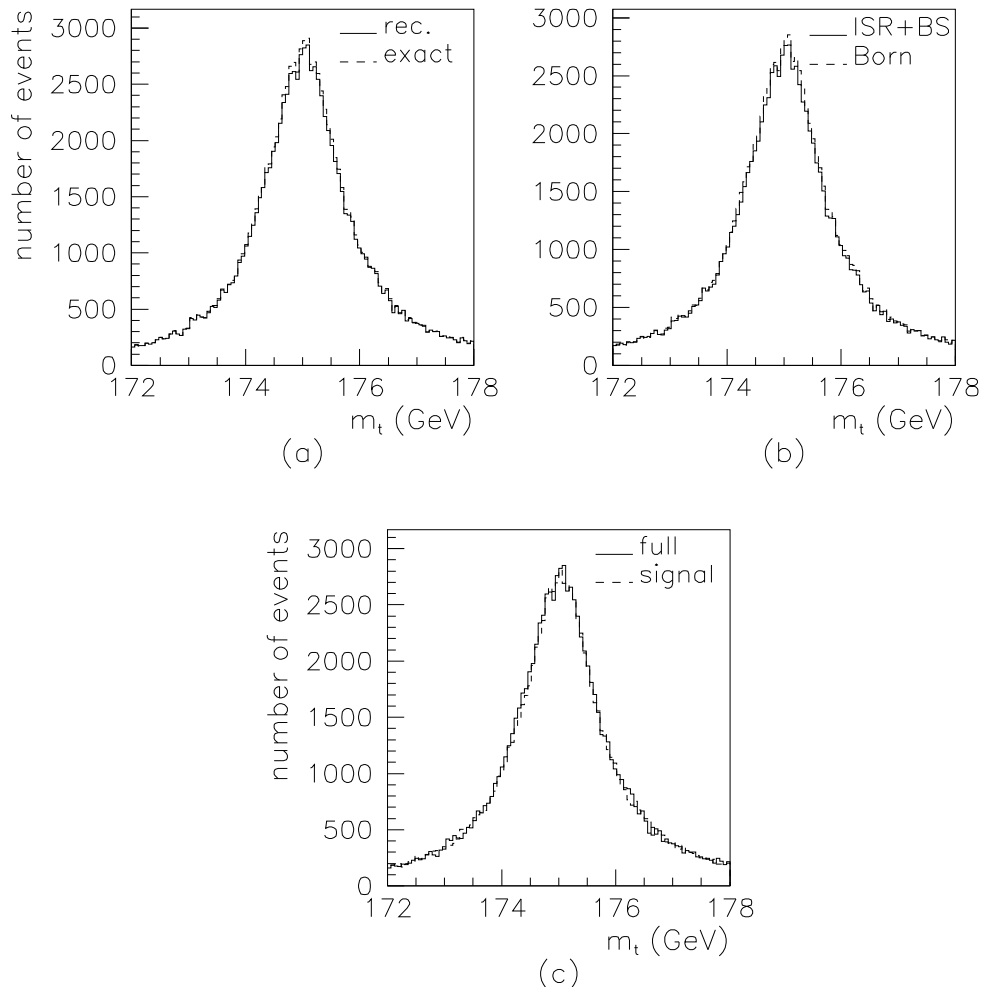 number of events
3000
2500
2000
1500
1000
500
0
rec.
exact
172 174 176 178
m_t (GeV)
(a)
3000
2500
2000
1500
1000
500
0
ISR+BS
Born
172 174 176 178
m_t (GeV)
(b)
number of events
3000
2500
2000
1500
1000
500
0
full
signal
172 174 176 178
m_t (GeV)
(c)